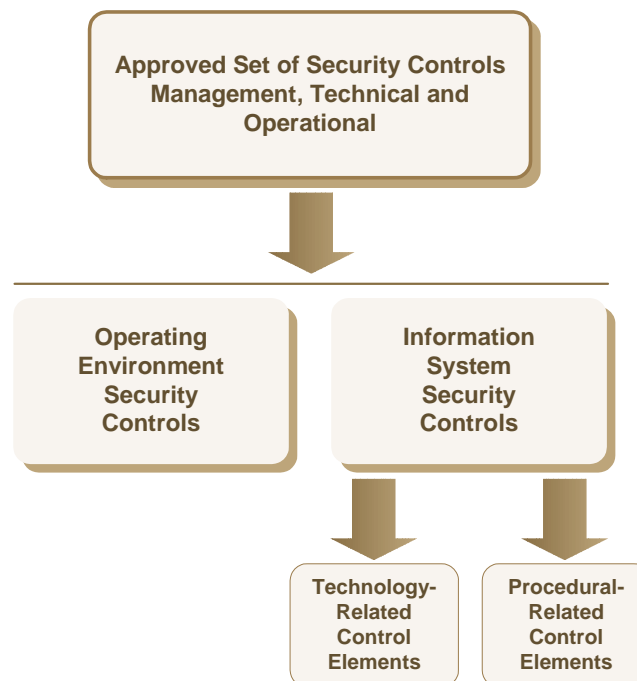 Approved Set of Security Controls
Management, Technical and
Operational
Operating
Environment
Security
Controls
Information
System
Security
Controls
Technology-
Related
Control
Elements
Procedural-
Related
Control
Elements